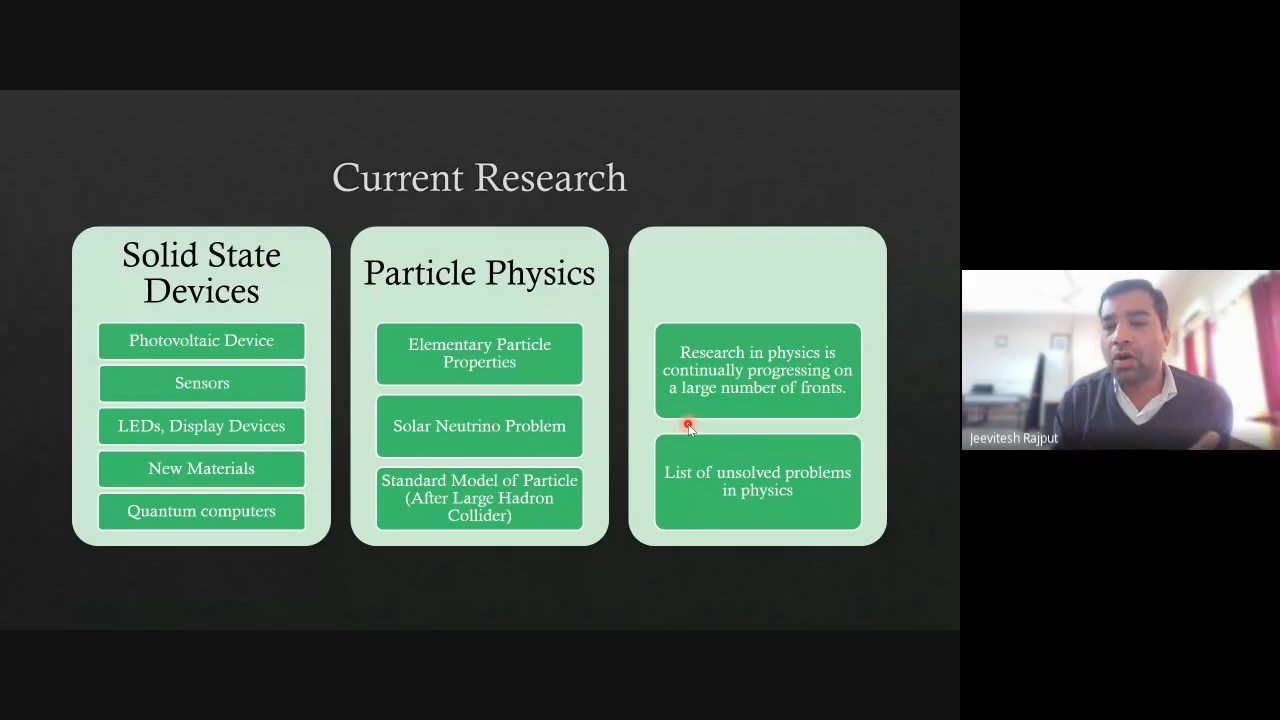 Current Research
Solid State
Devices
Photovoltaic Device
Sensors
LEDs, Display Devices
New Materials
Quantum computers
Particle Physics
Elementary Particle
Properties
Solar Neutrino Problem
Standard Model of Particle
(After Large Hadron
Collider)
Research in physics is
continually progressing on
a large number of fronts.
List of unsolved problems
in physics
Jeevitesh Rajput